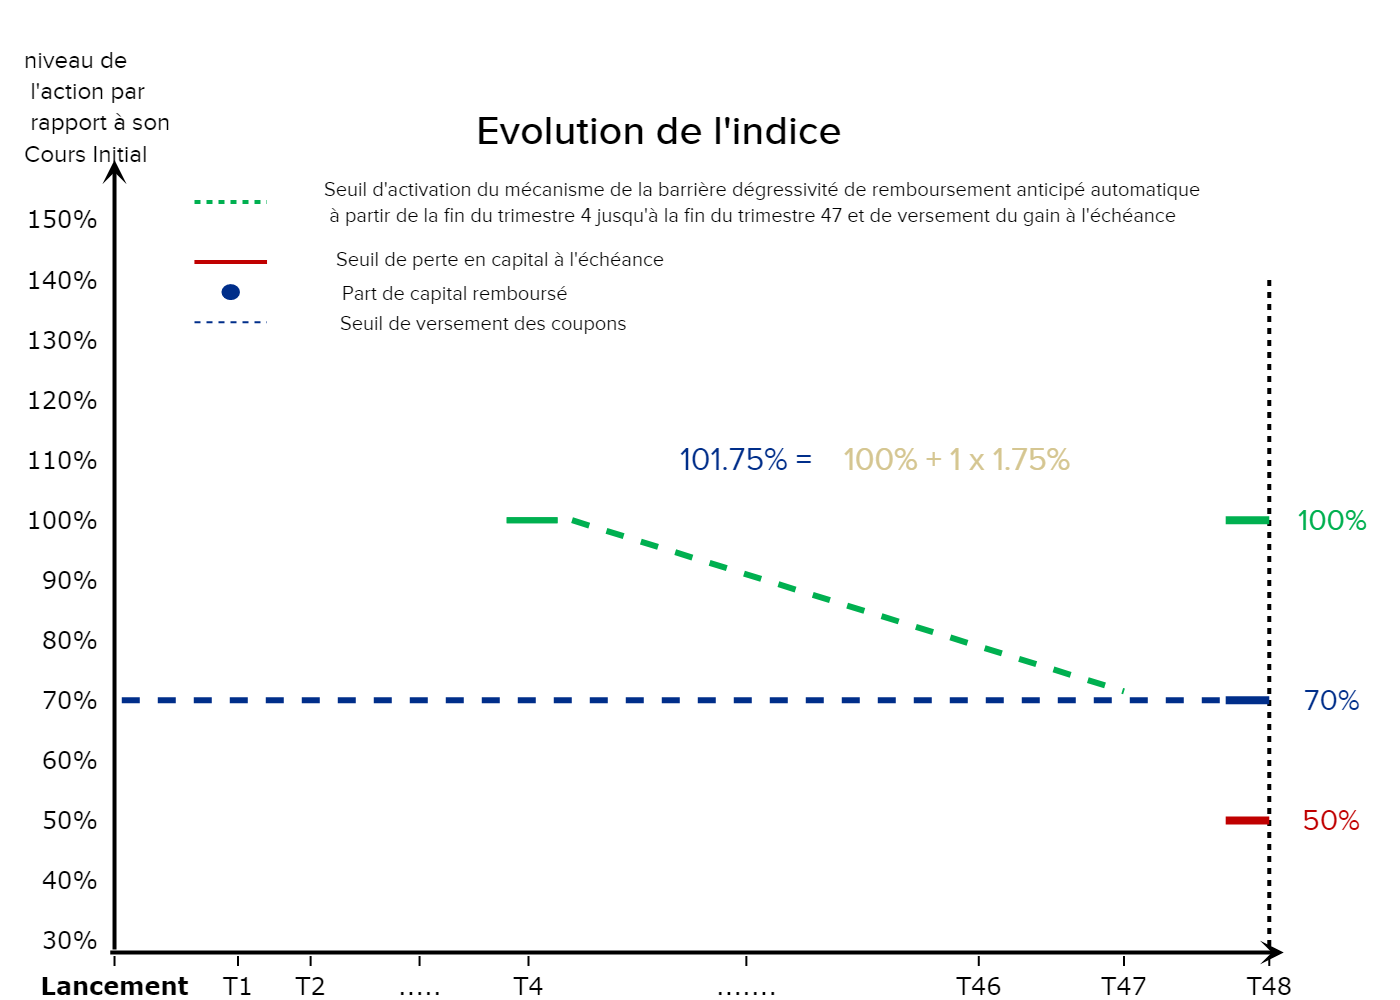 niveau de
l'action par
rapport à son
Cours Initial
Evolution de l'indice
Seuil d'activation du mécanisme de la barrière dégressivité de remboursement anticipé automatique
à partir de la fin du trimestre 4 jusqu'à la fin du trimestre 47 et de versement du gain à l'échéance
Seuil de perte en capital à l'échéance
Part de capital remboursé
Seuil de versement des coupons
150%
140%
130%
120%
110%
100%
90%
80%
70%
60%
50%
40%
30%
101.75% = 100% + 1 x 1.75%
100%
70%
50%
Lancement T1 T2 ..... T4 ....... T46 T47 T48